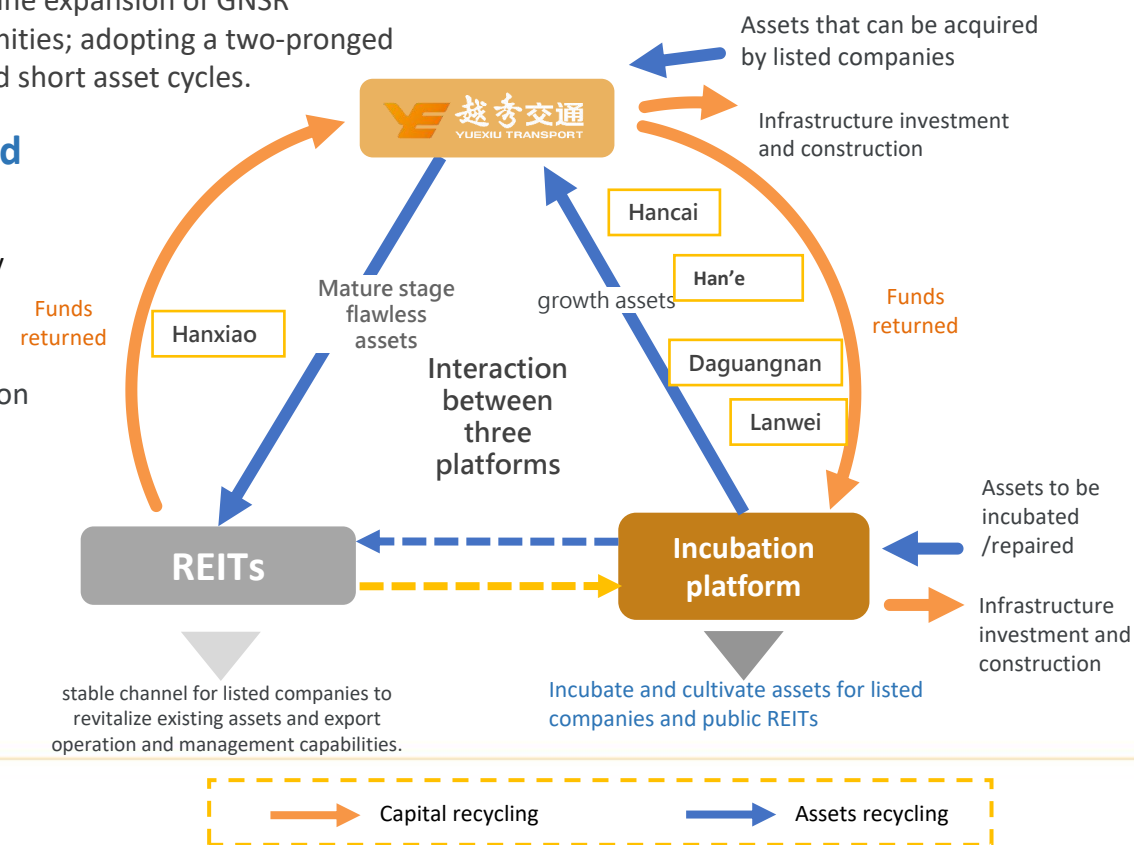 the expansion of GNSR
nities; adopting a two-pronged
d short asset cycles.
d
y
on
Assets that can be acquired
by listed companies
越秀交通
YUEXIU TRANSPORT
Infrastructure investment
and construction
Hancai
Han'e
growth assets
Mature stage
flawless
assets
Funds
returned
Hanxiao
Funds
returned
Daguangnan
Lanwei
Interaction
between
three
platforms
Assets to be
incubated
/repaired
REITs
Incubation
platform
Infrastructure
investment and
construction
stable channel for listed companies to
revitalize existing assets and export
operation and management capabilities.
Incubate and cultivate assets for listed
companies and public REITs
Capital recycling
Assets recycling